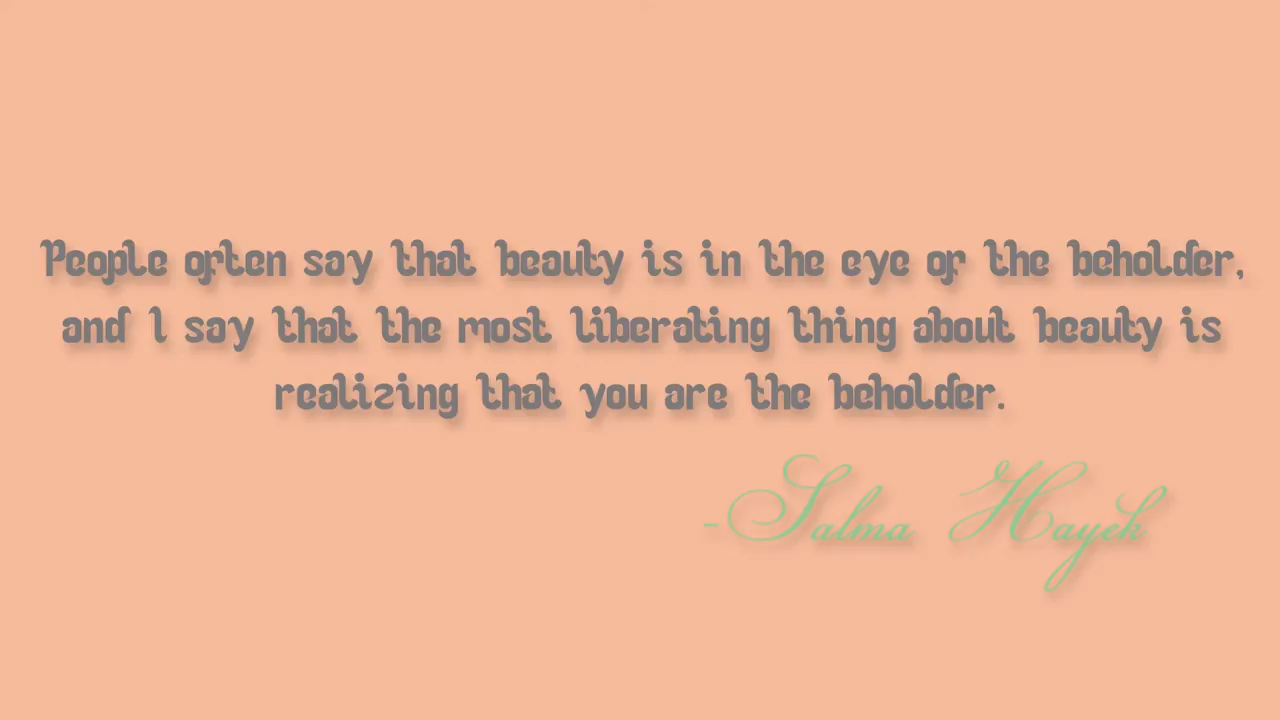 People often say that beauty is in the eye of the beholder,
and I say that the most liberating thing about beauty is
realizing that you are the beholder.
-Salma Hayek